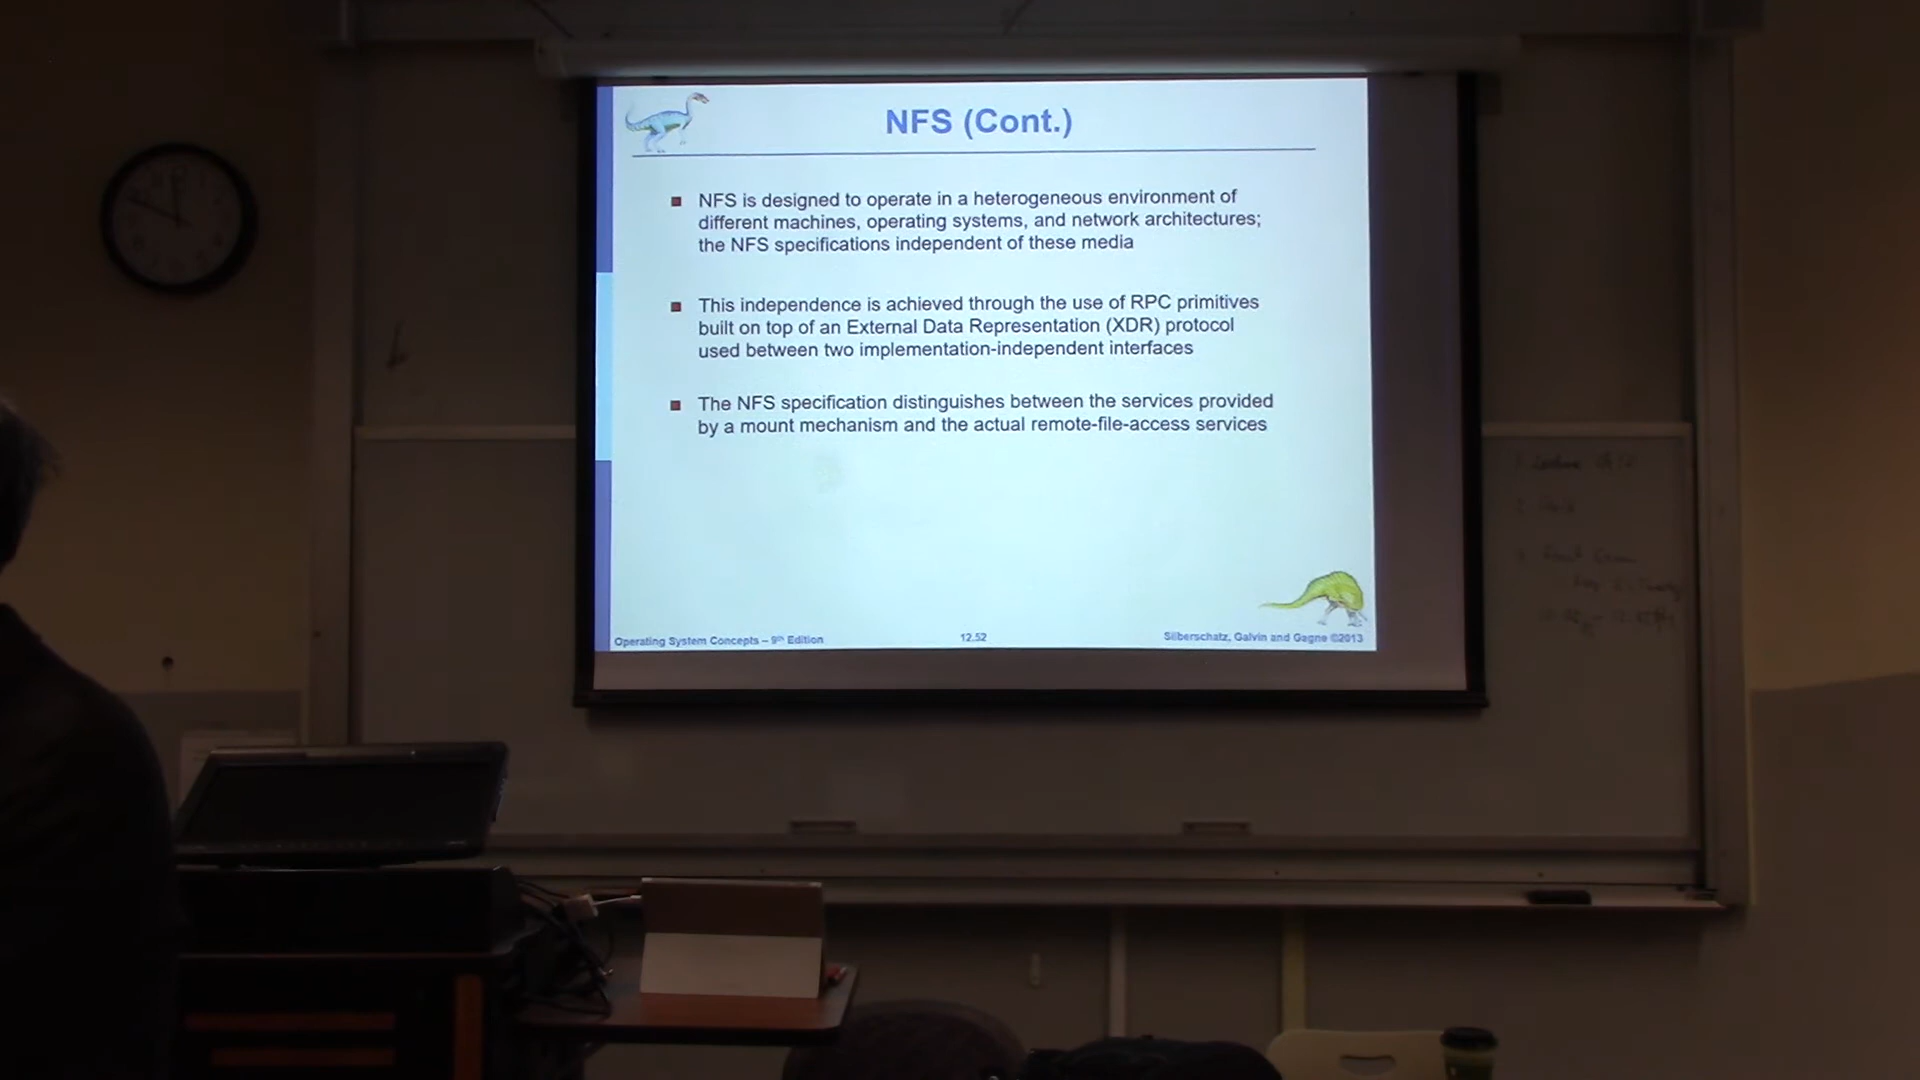 NFS (Cont.)
NFS is designed to operate in a heterogeneous environment of
different machines, operating systems, and network architectures;
the NFS specifications independent of these media
This independence is achieved through the use of RPC primitives
built on top of an External Data Representation (XDR) protocol
used between two implementation-independent interfaces
The NFS specification distinguishes between the services provided
by a mount mechanism and the actual remote-file-access services
Operating System Concepts – 9th Edition
12.52
Silberschatz, Galvin and Gagne ©2013
1. Lecture